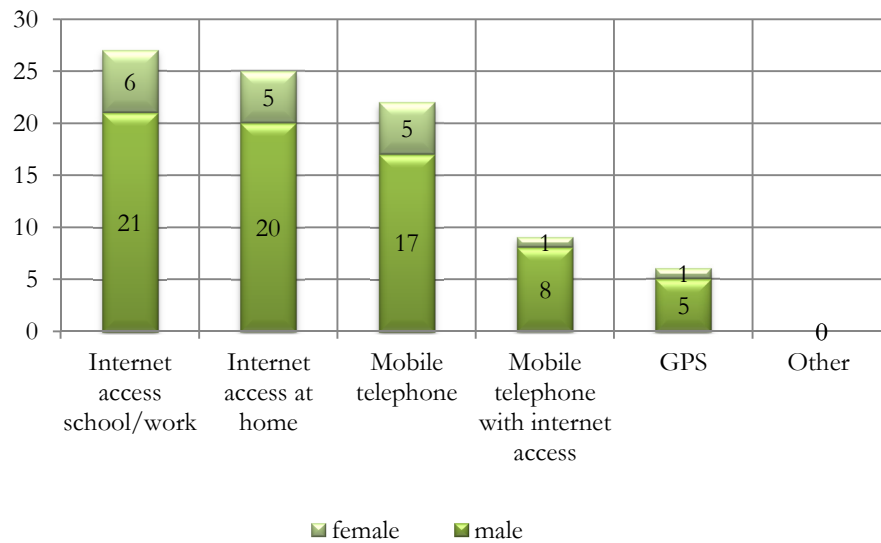 30
25
20
15
10
5
0
6
5
5
1
1
0
21
20
17
8
5
Internet access school/work
Internet access at home
Mobile telephone
Mobile telephone with internet access
GPS
Other
female
male